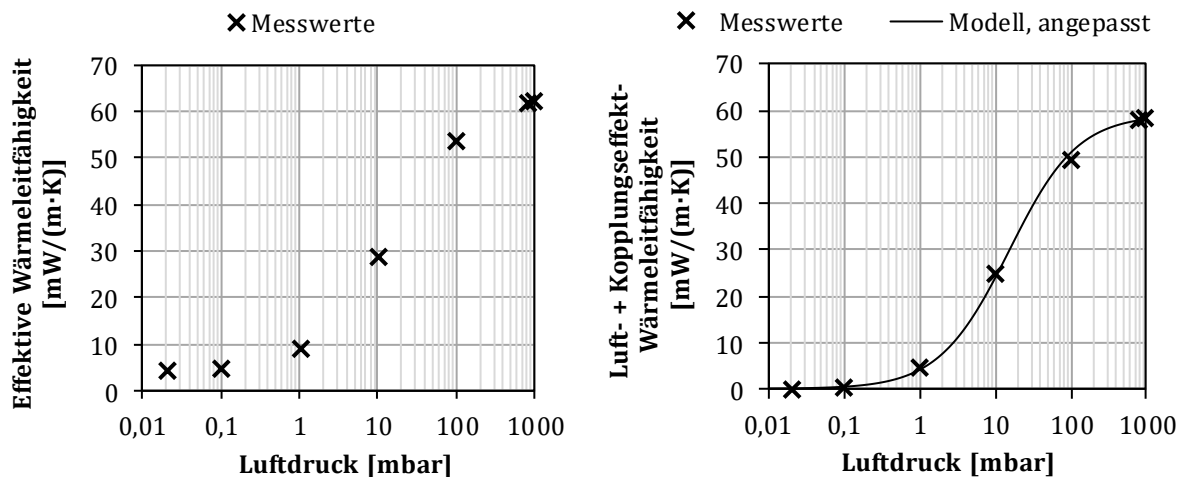 Messwerte
Effektive Wärmeleitfähigkeit
[mW/(m·K)]
70
60
50
40
30
20
10
0
0,01 0,1 1 10 100 1000
Luftdruck [mbar]
Messwerte Modell, angepasst
Luft- + Kopplungseffekt-
Wärmeleitfähigkeit
[mW/(m·K)]
70
60
50
40
30
20
10
0
0,01 0,1 1 10 100 1000
Luftdruck [mbar]